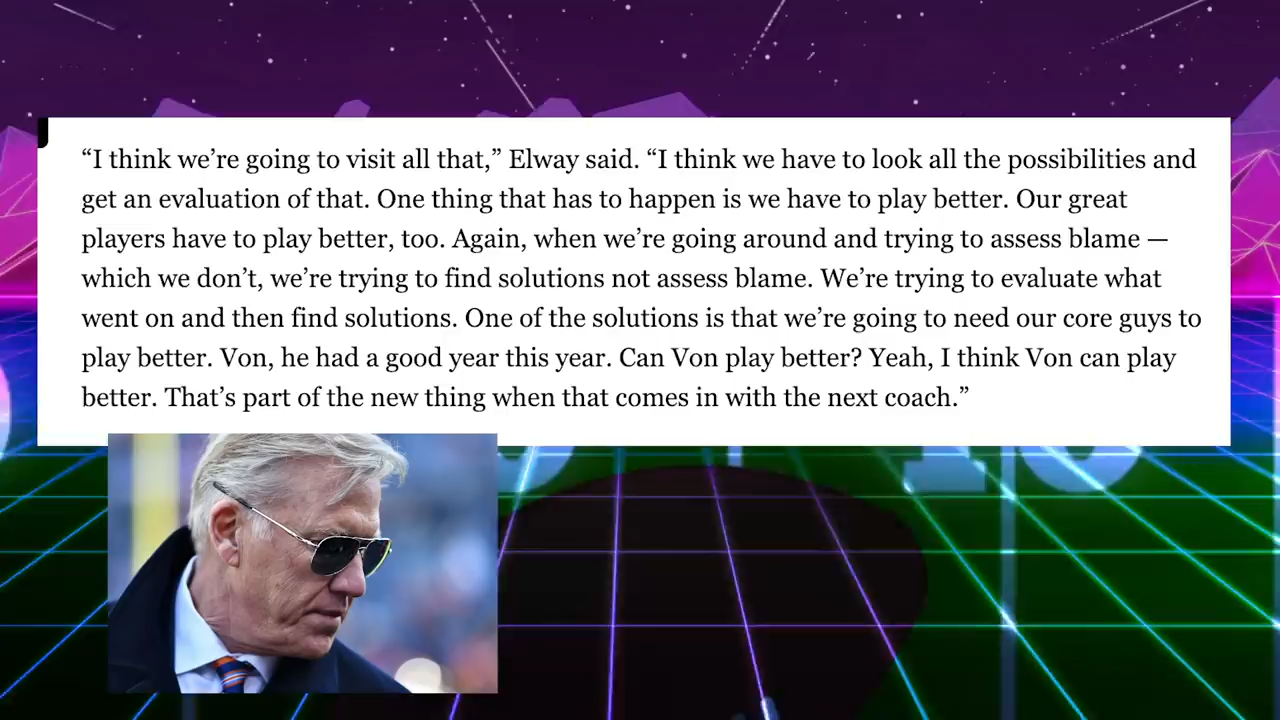 “I think we’re going to visit all that,” Elway said. “I think we have to look all the possibilities and
get an evaluation of that. One thing that has to happen is we have to play better. Our great
players have to play better, too. Again, when we’re going around and trying to assess blame —
which we don’t, we’re trying to find solutions not assess blame. We’re trying to evaluate what
went on and then find solutions. One of the solutions is that we’re going to need our core guys to
play better. Von, he had a good year this year. Can Von play better? Yeah, I think Von can play
better. That’s part of the new thing when that comes in with the next coach.”